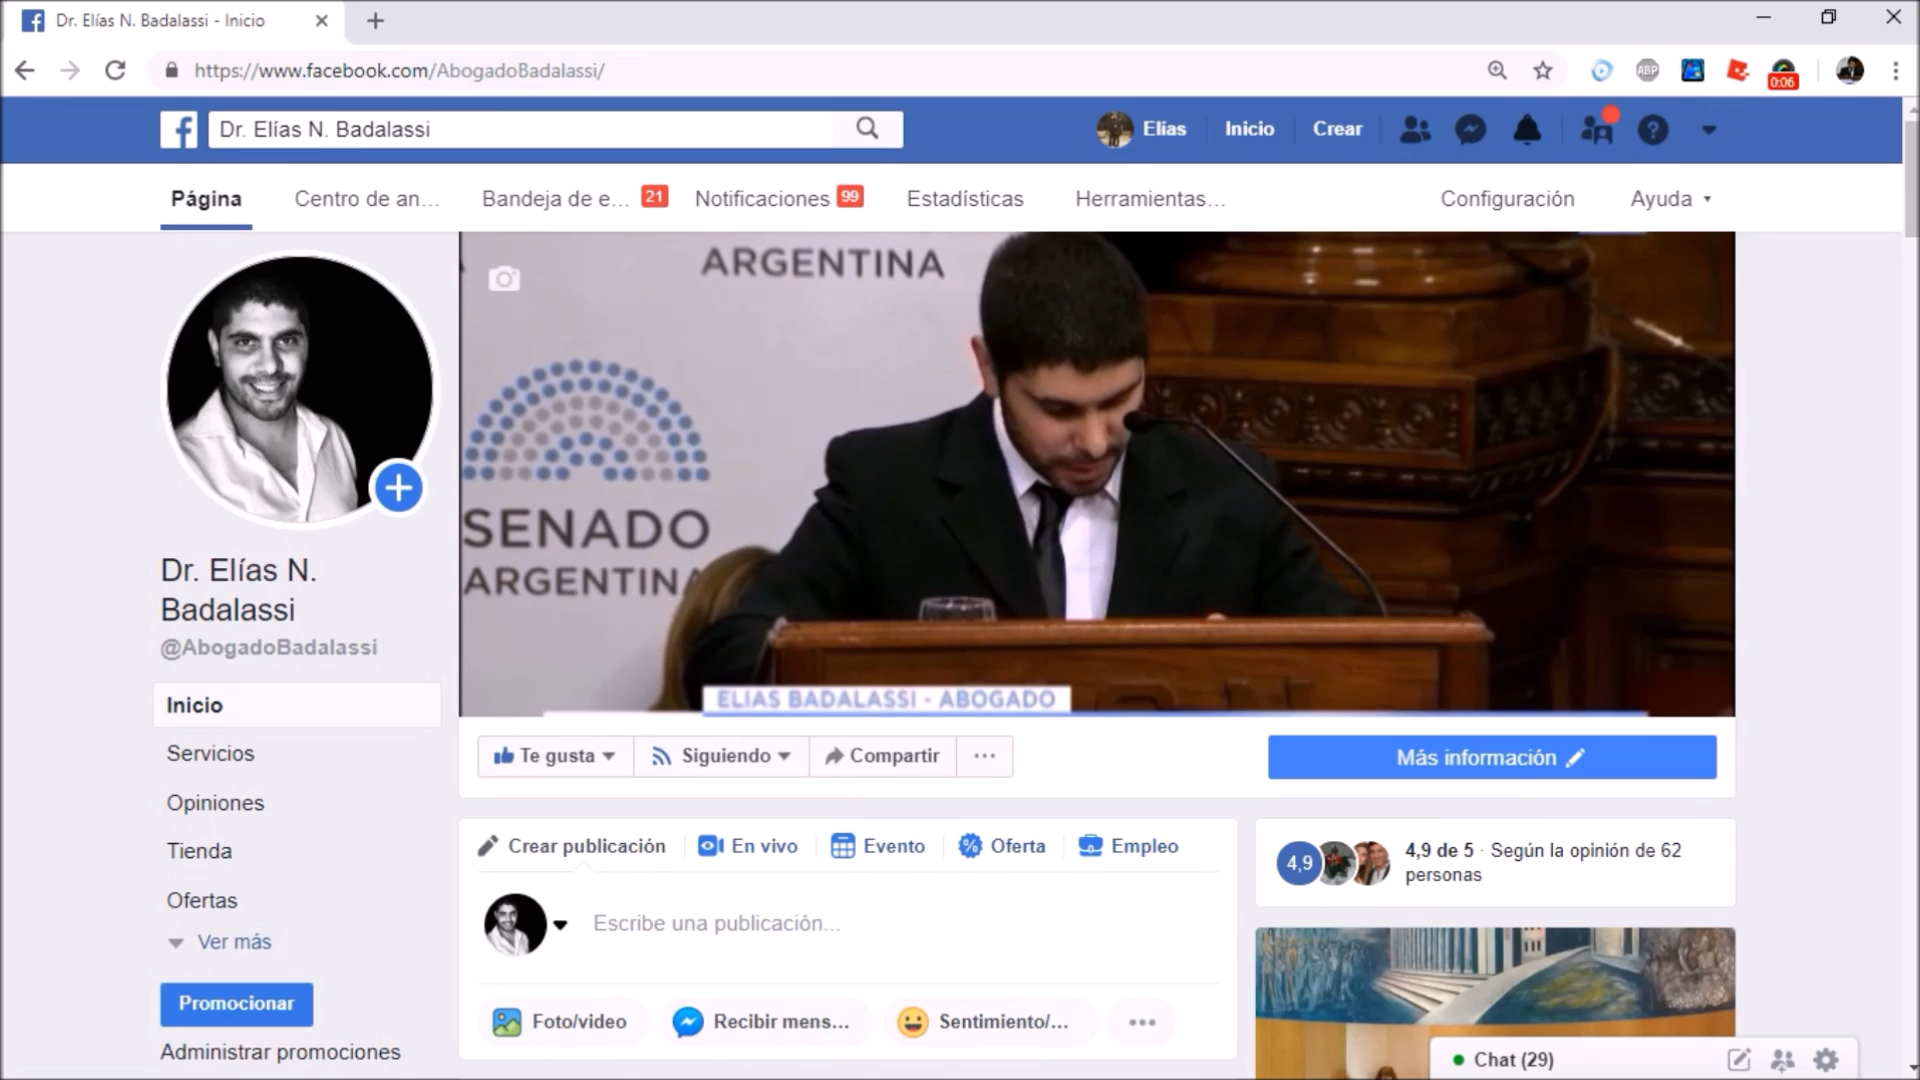 Dr. Elías N. Badalassi - Inicio
https://www.facebook.com/AbogadoBadalassi/
ABP
0:06
Dr. Elías N. Badalassi
Elías
Inicio
Crear
Página
Centro de an...
Bandeja de e...
21
Notificaciones
99
Estadísticas
Herramientas...
Configuración
Ayuda
ARGENTINA
SENADO
ARGENTINA
ELIAS BADALASSI - ABOGADO
Dr. Elías N.
Badalassi
@AbogadoBadalassi
Inicio
Servicios
Opiniones
Tienda
Ofertas
Ver más
Promocionar
Administrar promociones
Te gusta
Siguiendo
Compartir
Más información
Crear publicación
En vivo
Evento
Oferta
Empleo
Escribe una publicación...
Foto/video
Recibir mens...
Sentimiento/...
4,9
4,9 de 5 · Según la opinión de 62
personas
Chat (29)